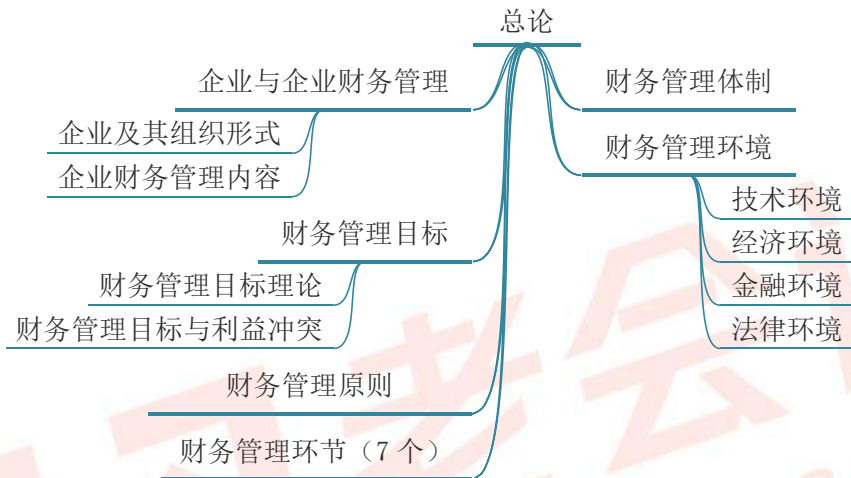 总论
企业与企业财务管理
企业及其组织形式
企业财务管理内容
财务管理目标
财务管理目标理论
财务管理目标与利益冲突
财务管理原则
财务管理环节（7 个）
财务管理体制
财务管理环境
技术环境
经济环境
金融环境
法律环境